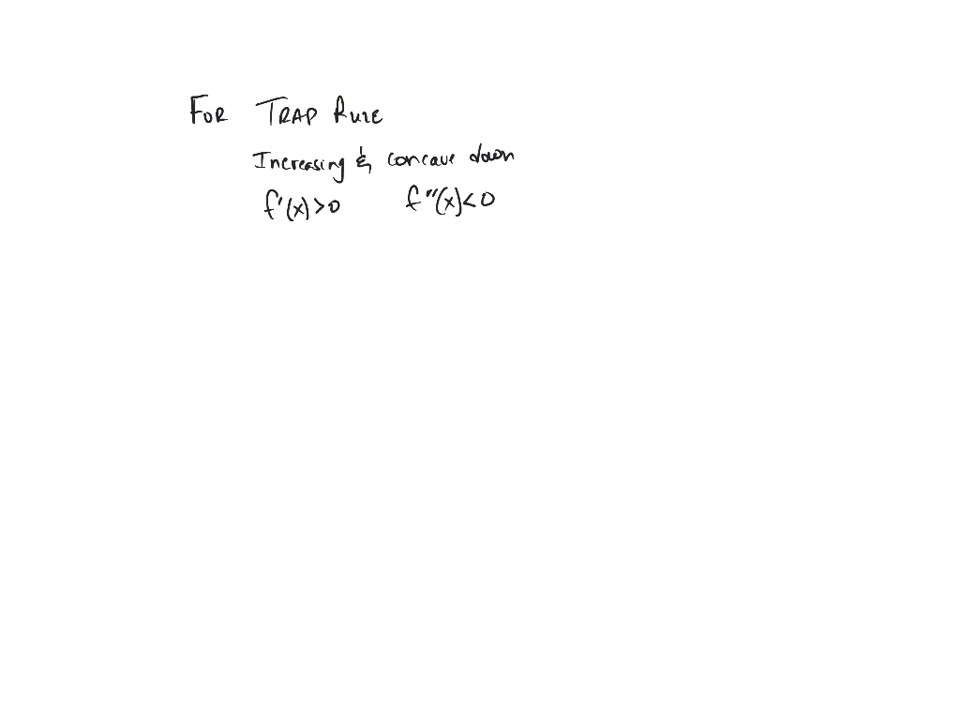 For Trap Rule
Increasing & concave down
f'(x)>0 f"(x)<0